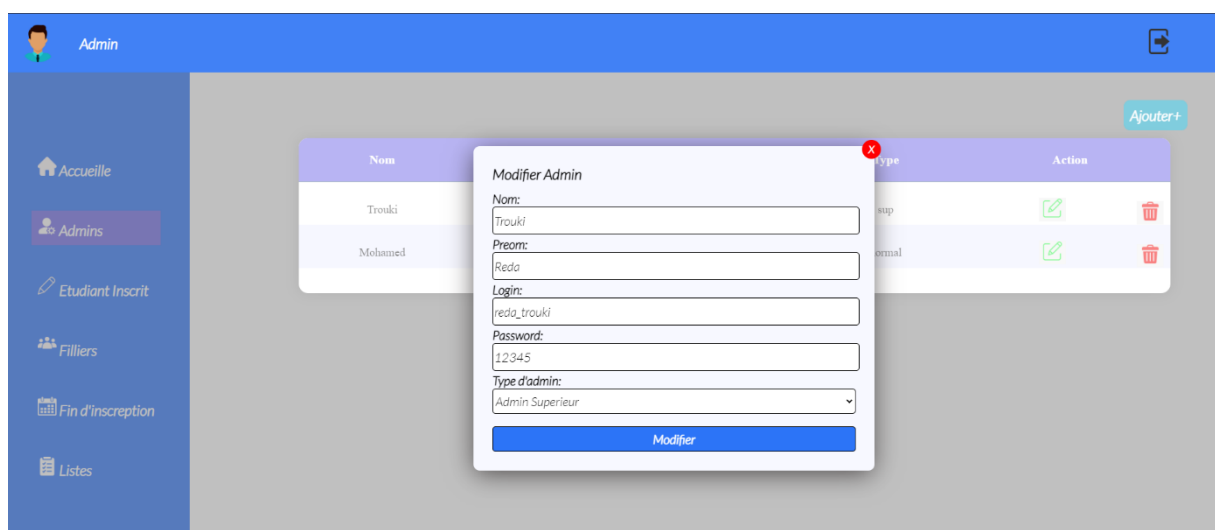 Admin
Ajouter+
Accueille
Admins
Etudiant Inscrit
Filliers
Fin d'inscreption
Listes
Nom ype Action
Trouki sup
Mohamed ormal
X
Modifier Admin
Nom:
Trouki
Preom:
Reda
Login:
reda_trouki
Password:
12345
Type d'admin:
Admin Superieur
Modifier